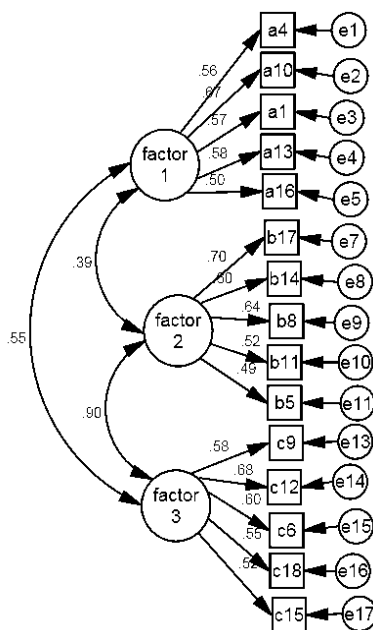 a4
e1
.56
a10
e2
.67
a1
e3
.57
factor
1
a13
e4
.58
a16
e5
.50
b17
e7
.70
.39
b14
e8
b8
e9
.64
factor
2
.55
b11
e10
.52
b5
e11
.49
.90
c9
e13
.58
c12
e14
.68
factor
3
c6
e15
.60
c18
e16
.55
c15
e17
.52